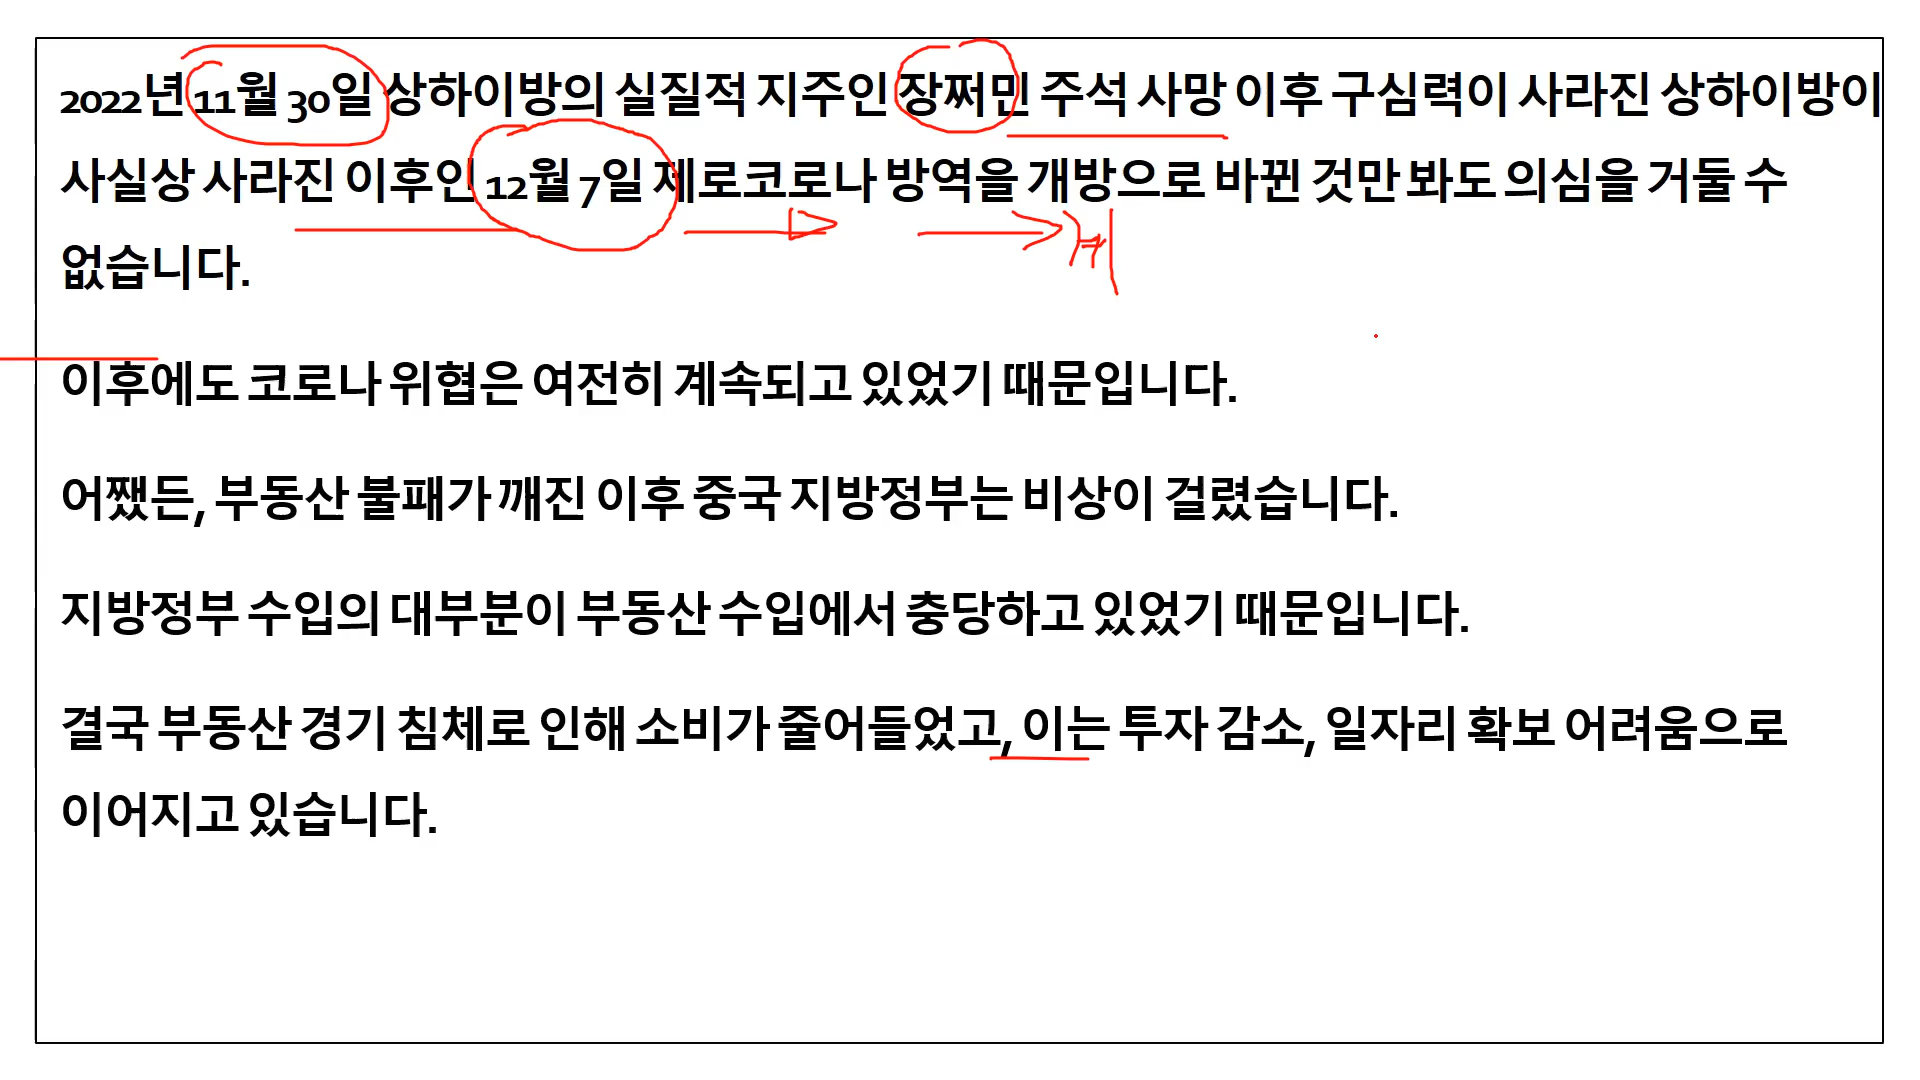 2022년 11월 30일 상하이방의 실질적 지주인 장쩌민 주석 사망 이후 구심력이 사라진 상하이방이
사실상 사라진 이후인 12월 7일 제로코로나 방역을 개방으로 바뀐 것만 봐도 의심을 거둘 수
없습니다.
이후에도 코로나 위협은 여전히 계속되고 있었기 때문입니다.
어쨌든, 부동산 불패가 깨진 이후 중국 지방정부는 비상이 걸렸습니다.
지방정부 수입의 대부분이 부동산 수입에서 충당하고 있었기 때문입니다.
결국 부동산 경기 침체로 인해 소비가 줄어들었고, 이는 투자 감소, 일자리 확보 어려움으로
이어지고 있습니다.